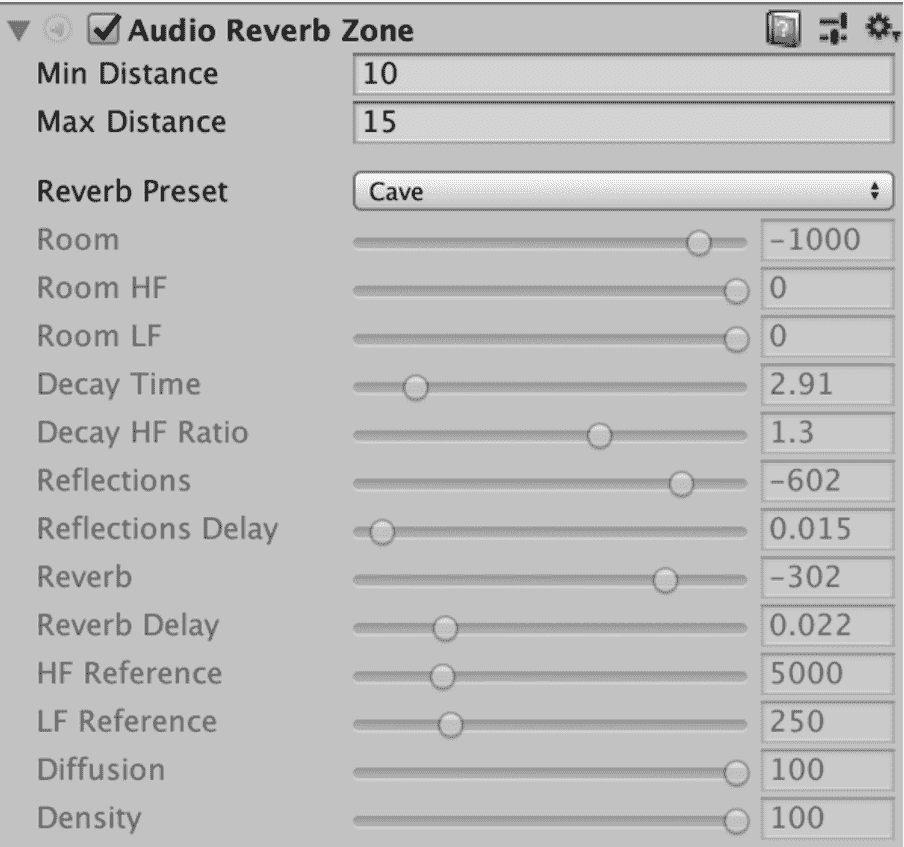 Audio Reverb Zone
Min Distance 10
Max Distance 15
Reverb Preset Cave
Room -1000
Room HF 0
Room LF 0
Decay Time 2.91
Decay HF Ratio 1.3
Reflections -602
Reflections Delay 0.015
Reverb -302
Reverb Delay 0.022
HF Reference 5000
LF Reference 250
Diffusion 100
Density 100